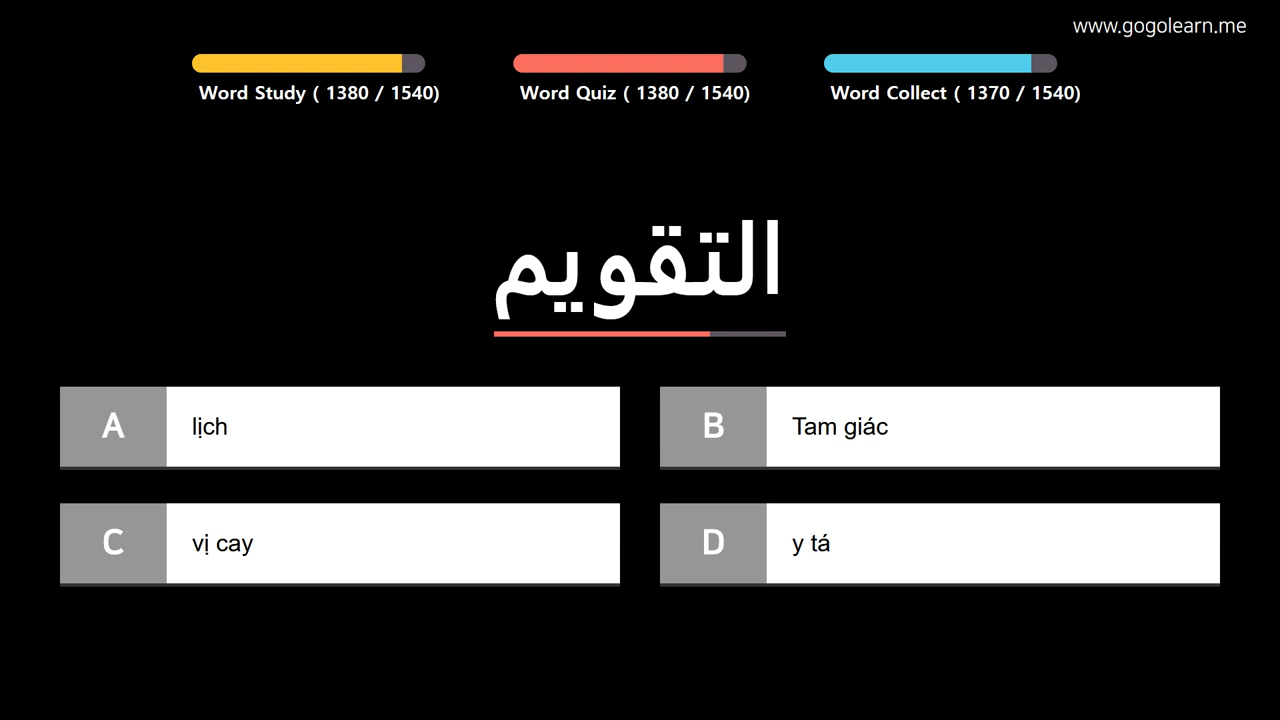 www.gogolearn.me
Word Study ( 1380 / 1540)
Word Quiz ( 1380 / 1540)
Word Collect ( 1370 / 1540)
التقويم
A
lịch
B
Tam giác
C
vị cay
D
y tá